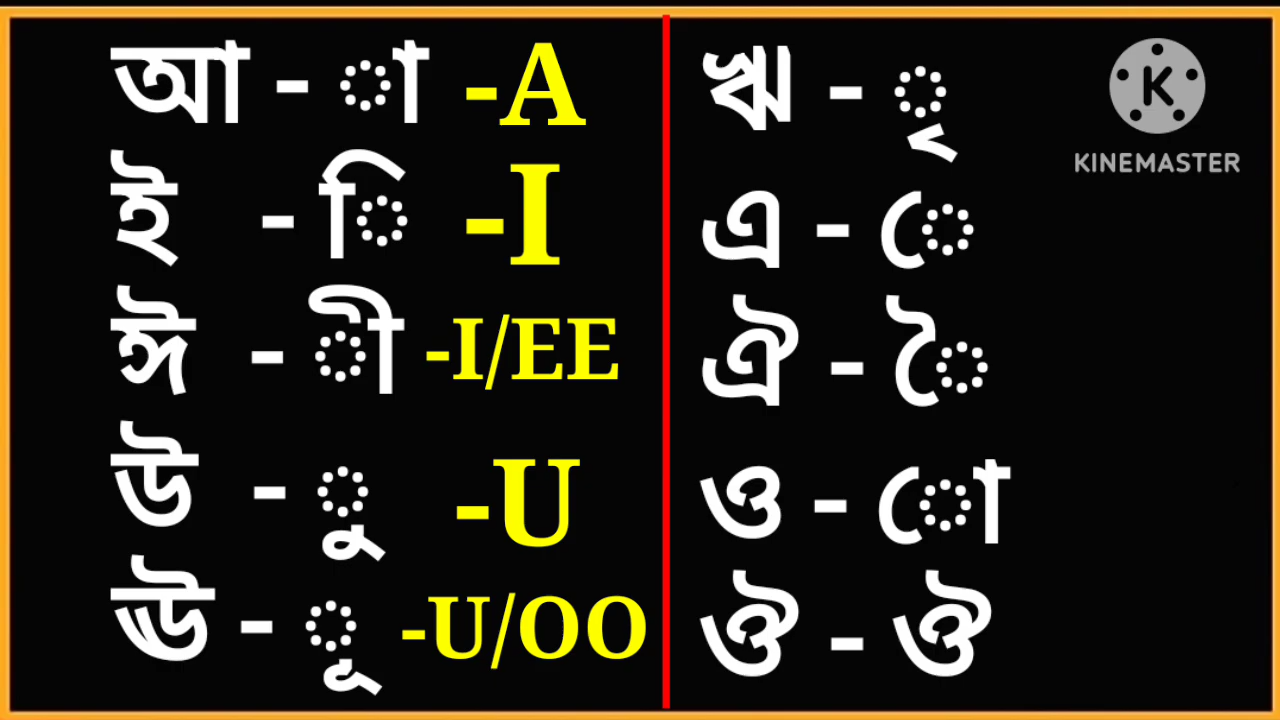 আ - া -A
ই - ি -I
ঈ - ী -I/EE
উ - ু -U
ঊ - ূ -U/OO
ঋ - ৃ
এ - ে
ঐ - ৈ
ও - ো
ঔ - ঔ
K
KINEMASTER